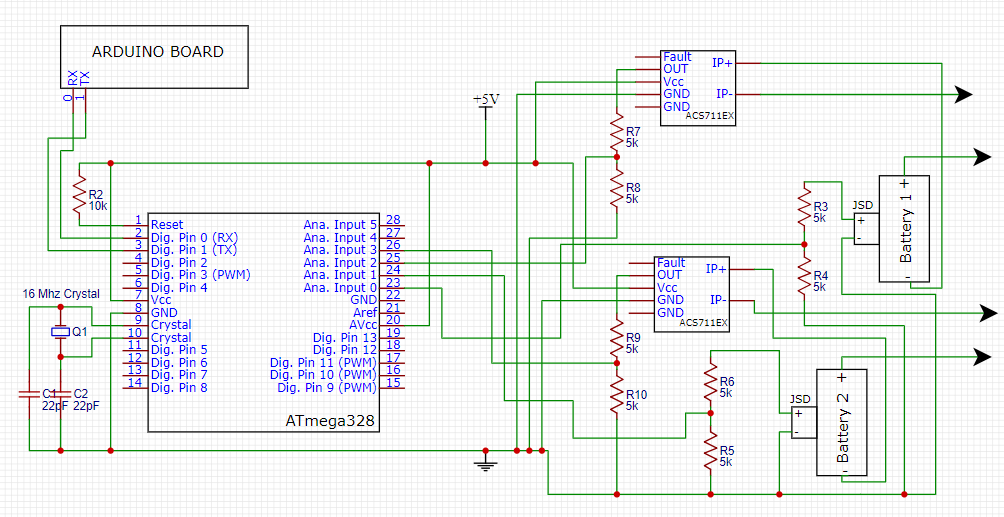 ARDUINO BOARD
RX
TX
0
1
+5V
Fault
OUT
Vcc
GND
GND
IP+
IP-
ACS711EX
R7
5k
R8
5k
R2
10k
1 Reset
2 Dig. Pin 0 (RX)
3 Dig. Pin 1 (TX)
4 Dig. Pin 2
5 Dig. Pin 3 (PWM)
6 Dig. Pin 4
7 Vcc
8 GND
9 Crystal
10 Crystal
11 Dig. Pin 5
12 Dig. Pin 6
13 Dig. Pin 7
14 Dig. Pin 8
Ana. Input 5 28
Ana. Input 4 27
Ana. Input 3 26
Ana. Input 2 25
Ana. Input 1 24
Ana. Input 0 23
GND 22
Aref 21
AVcc 20
Dig. Pin 13 19
Dig. Pin 12 18
Dig. Pin 11 (PWM) 17
Dig. Pin 10 (PWM) 16
Dig. Pin 9 (PWM) 15
ATmega328
16 Mhz Crystal
Q1
C1
22pF
C2
22pF
R3
5k
R4
5k
JSD
+
-
+
Battery 1
-
Fault
OUT
Vcc
GND
GND
IP+
IP-
ACS711EX
R9
5k
R10
5k
R6
5k
R5
5k
JSD
+
-
+
Battery 2
-